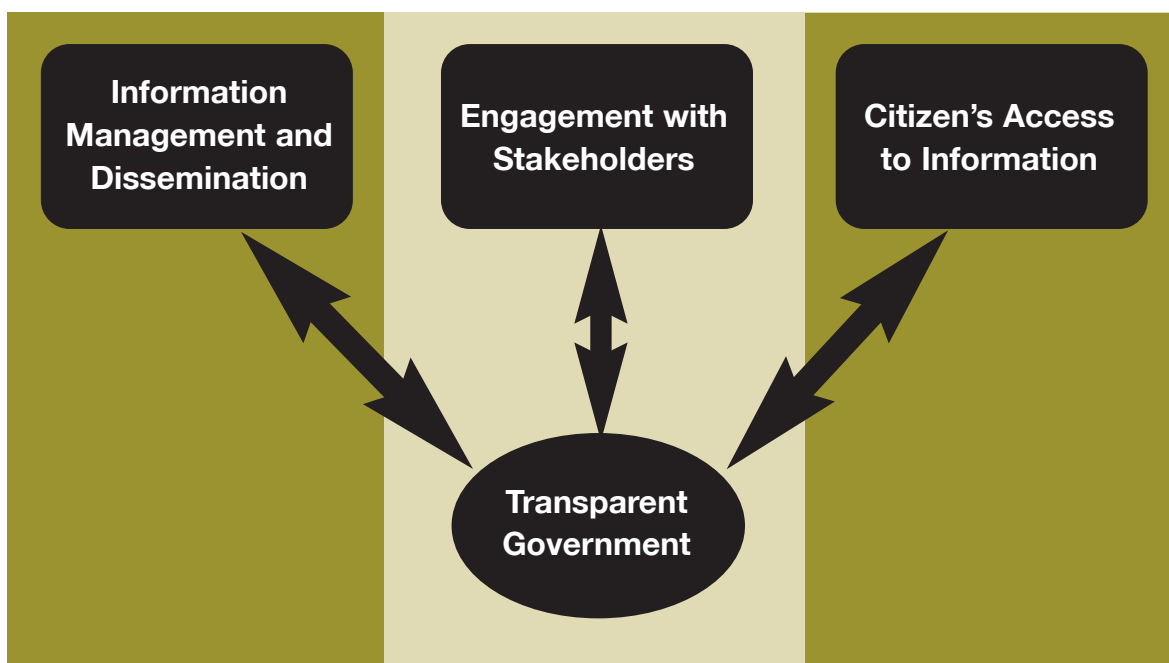 Information
Management and
Dissemination
Engagement with
Stakeholders
Citizen’s Access
to Information
Transparent
Government